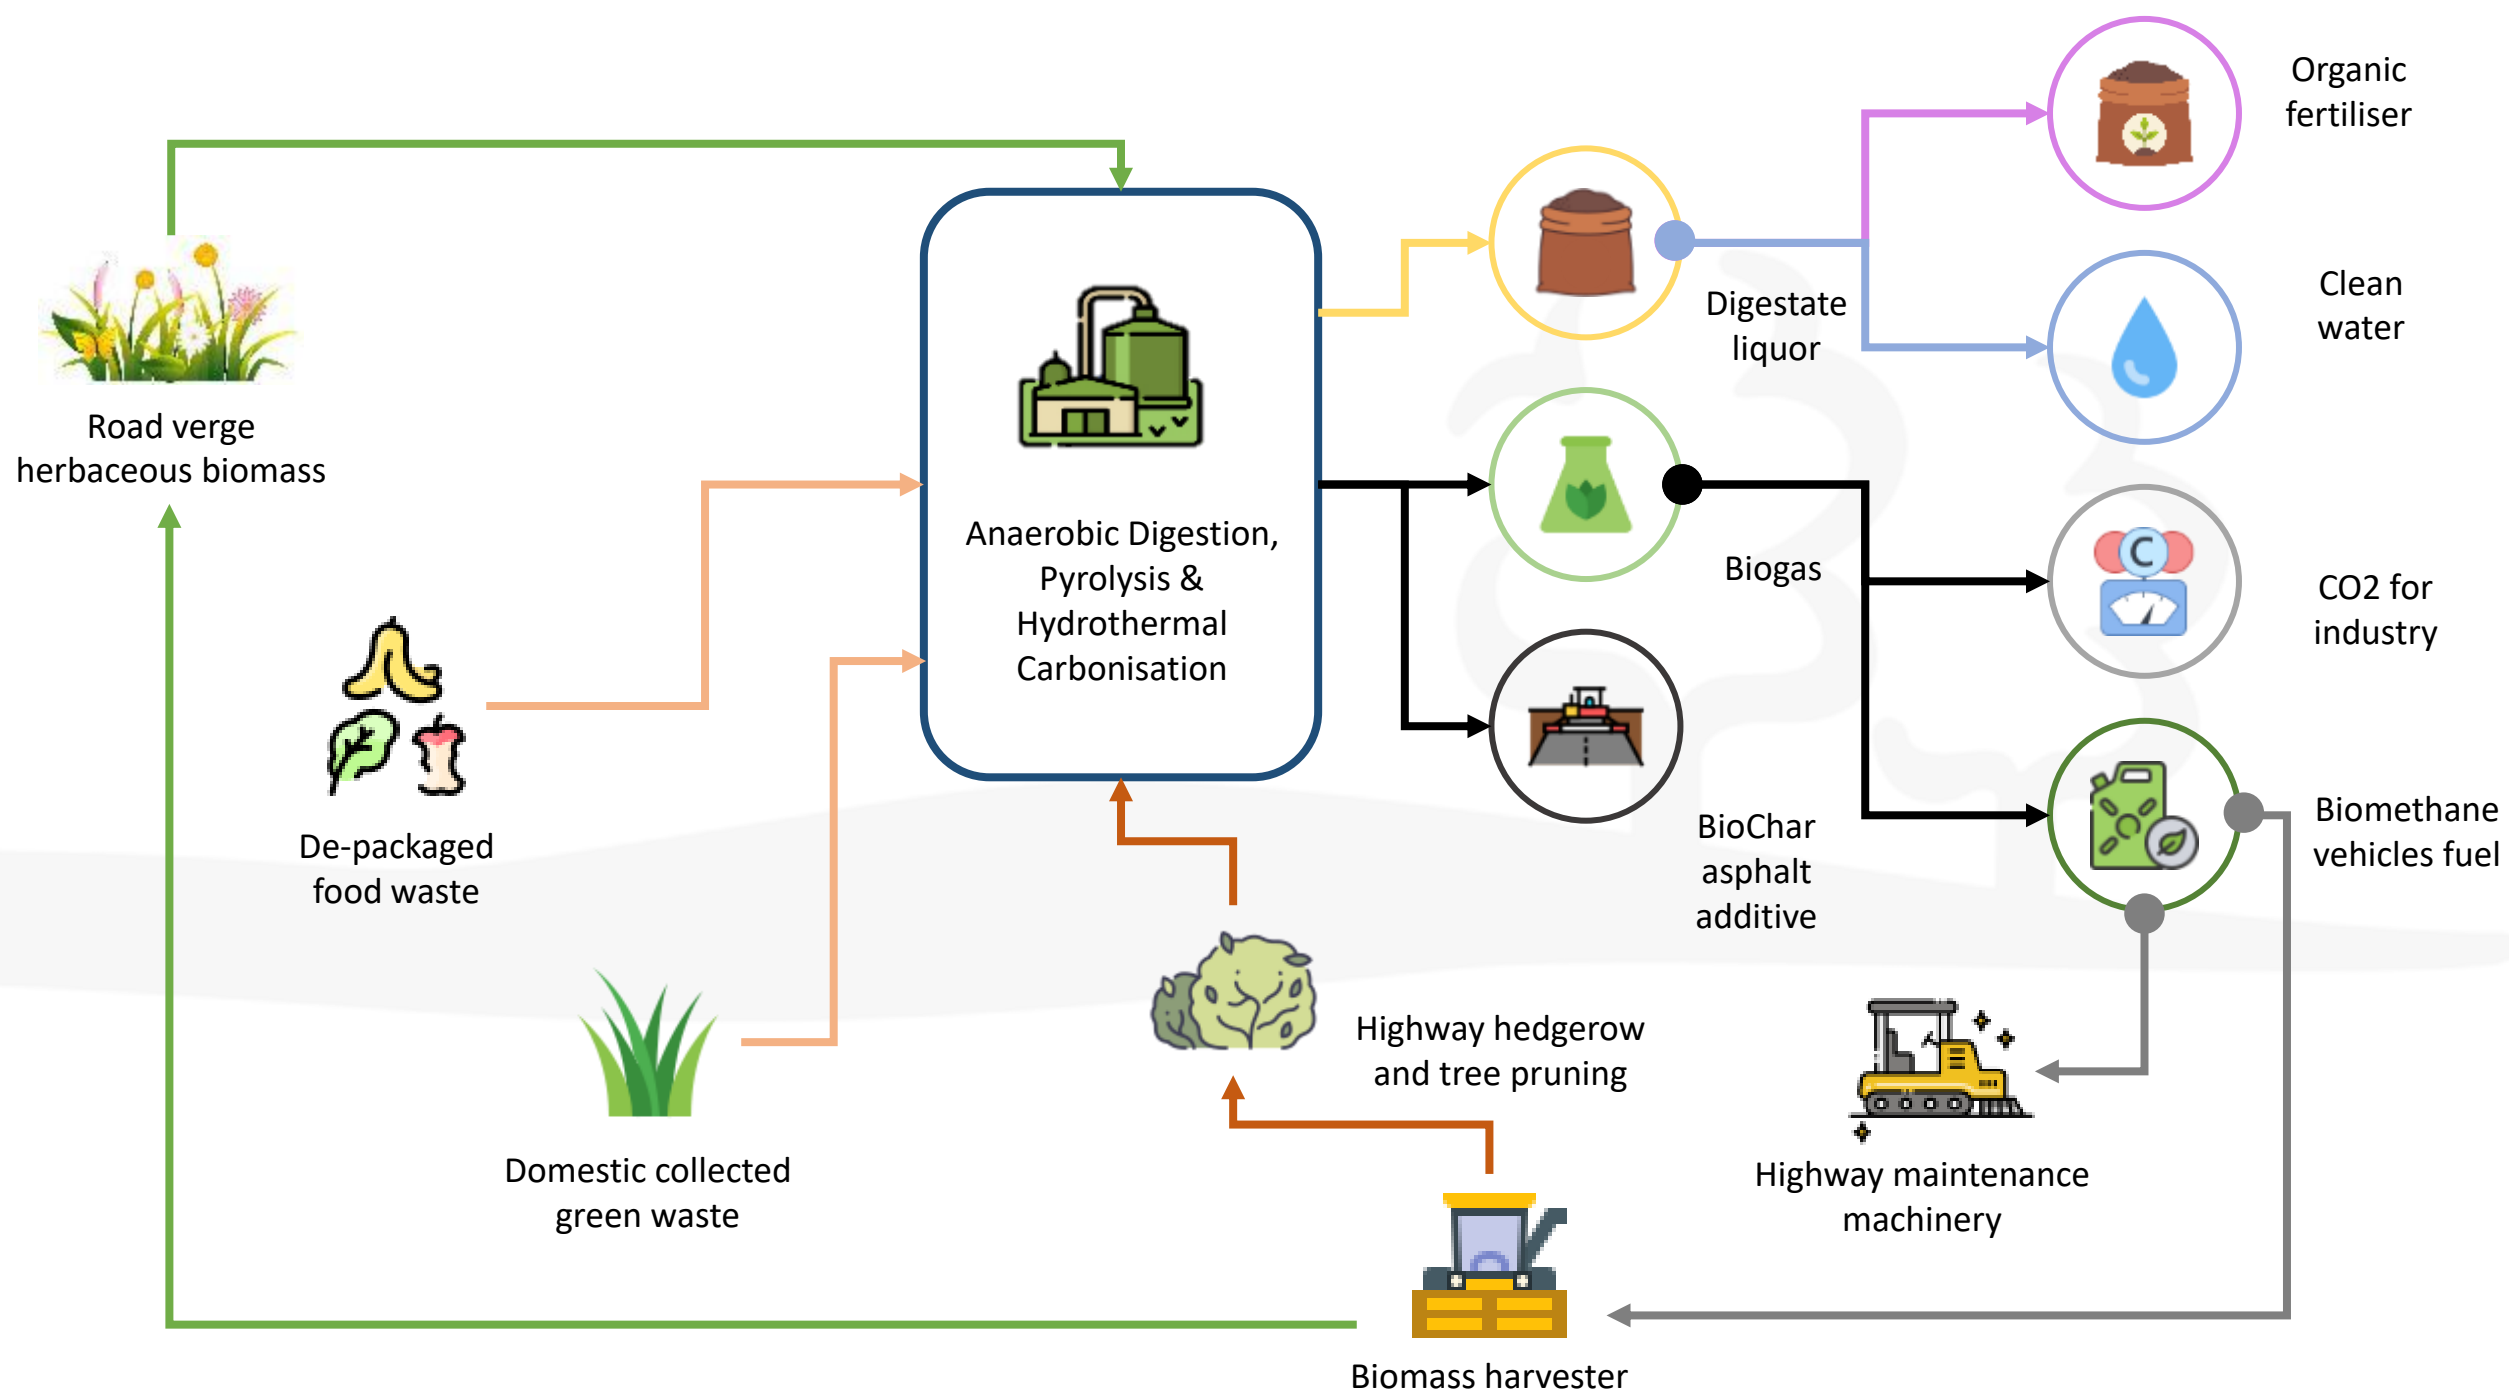 Organic
fertiliser
Clean
water
Digestate
liquor
Road verge
herbaceous biomass
Anaerobic Digestion,
Pyrolysis &
Hydrothermal
Carbonisation
Biogas
C
CO2 for
industry
De-packaged
food waste
BioChar
asphalt
additive
Biomethane
vehicles fuel
Highway hedgerow
and tree pruning
Domestic collected
green waste
Highway maintenance
machinery
Biomass harvester